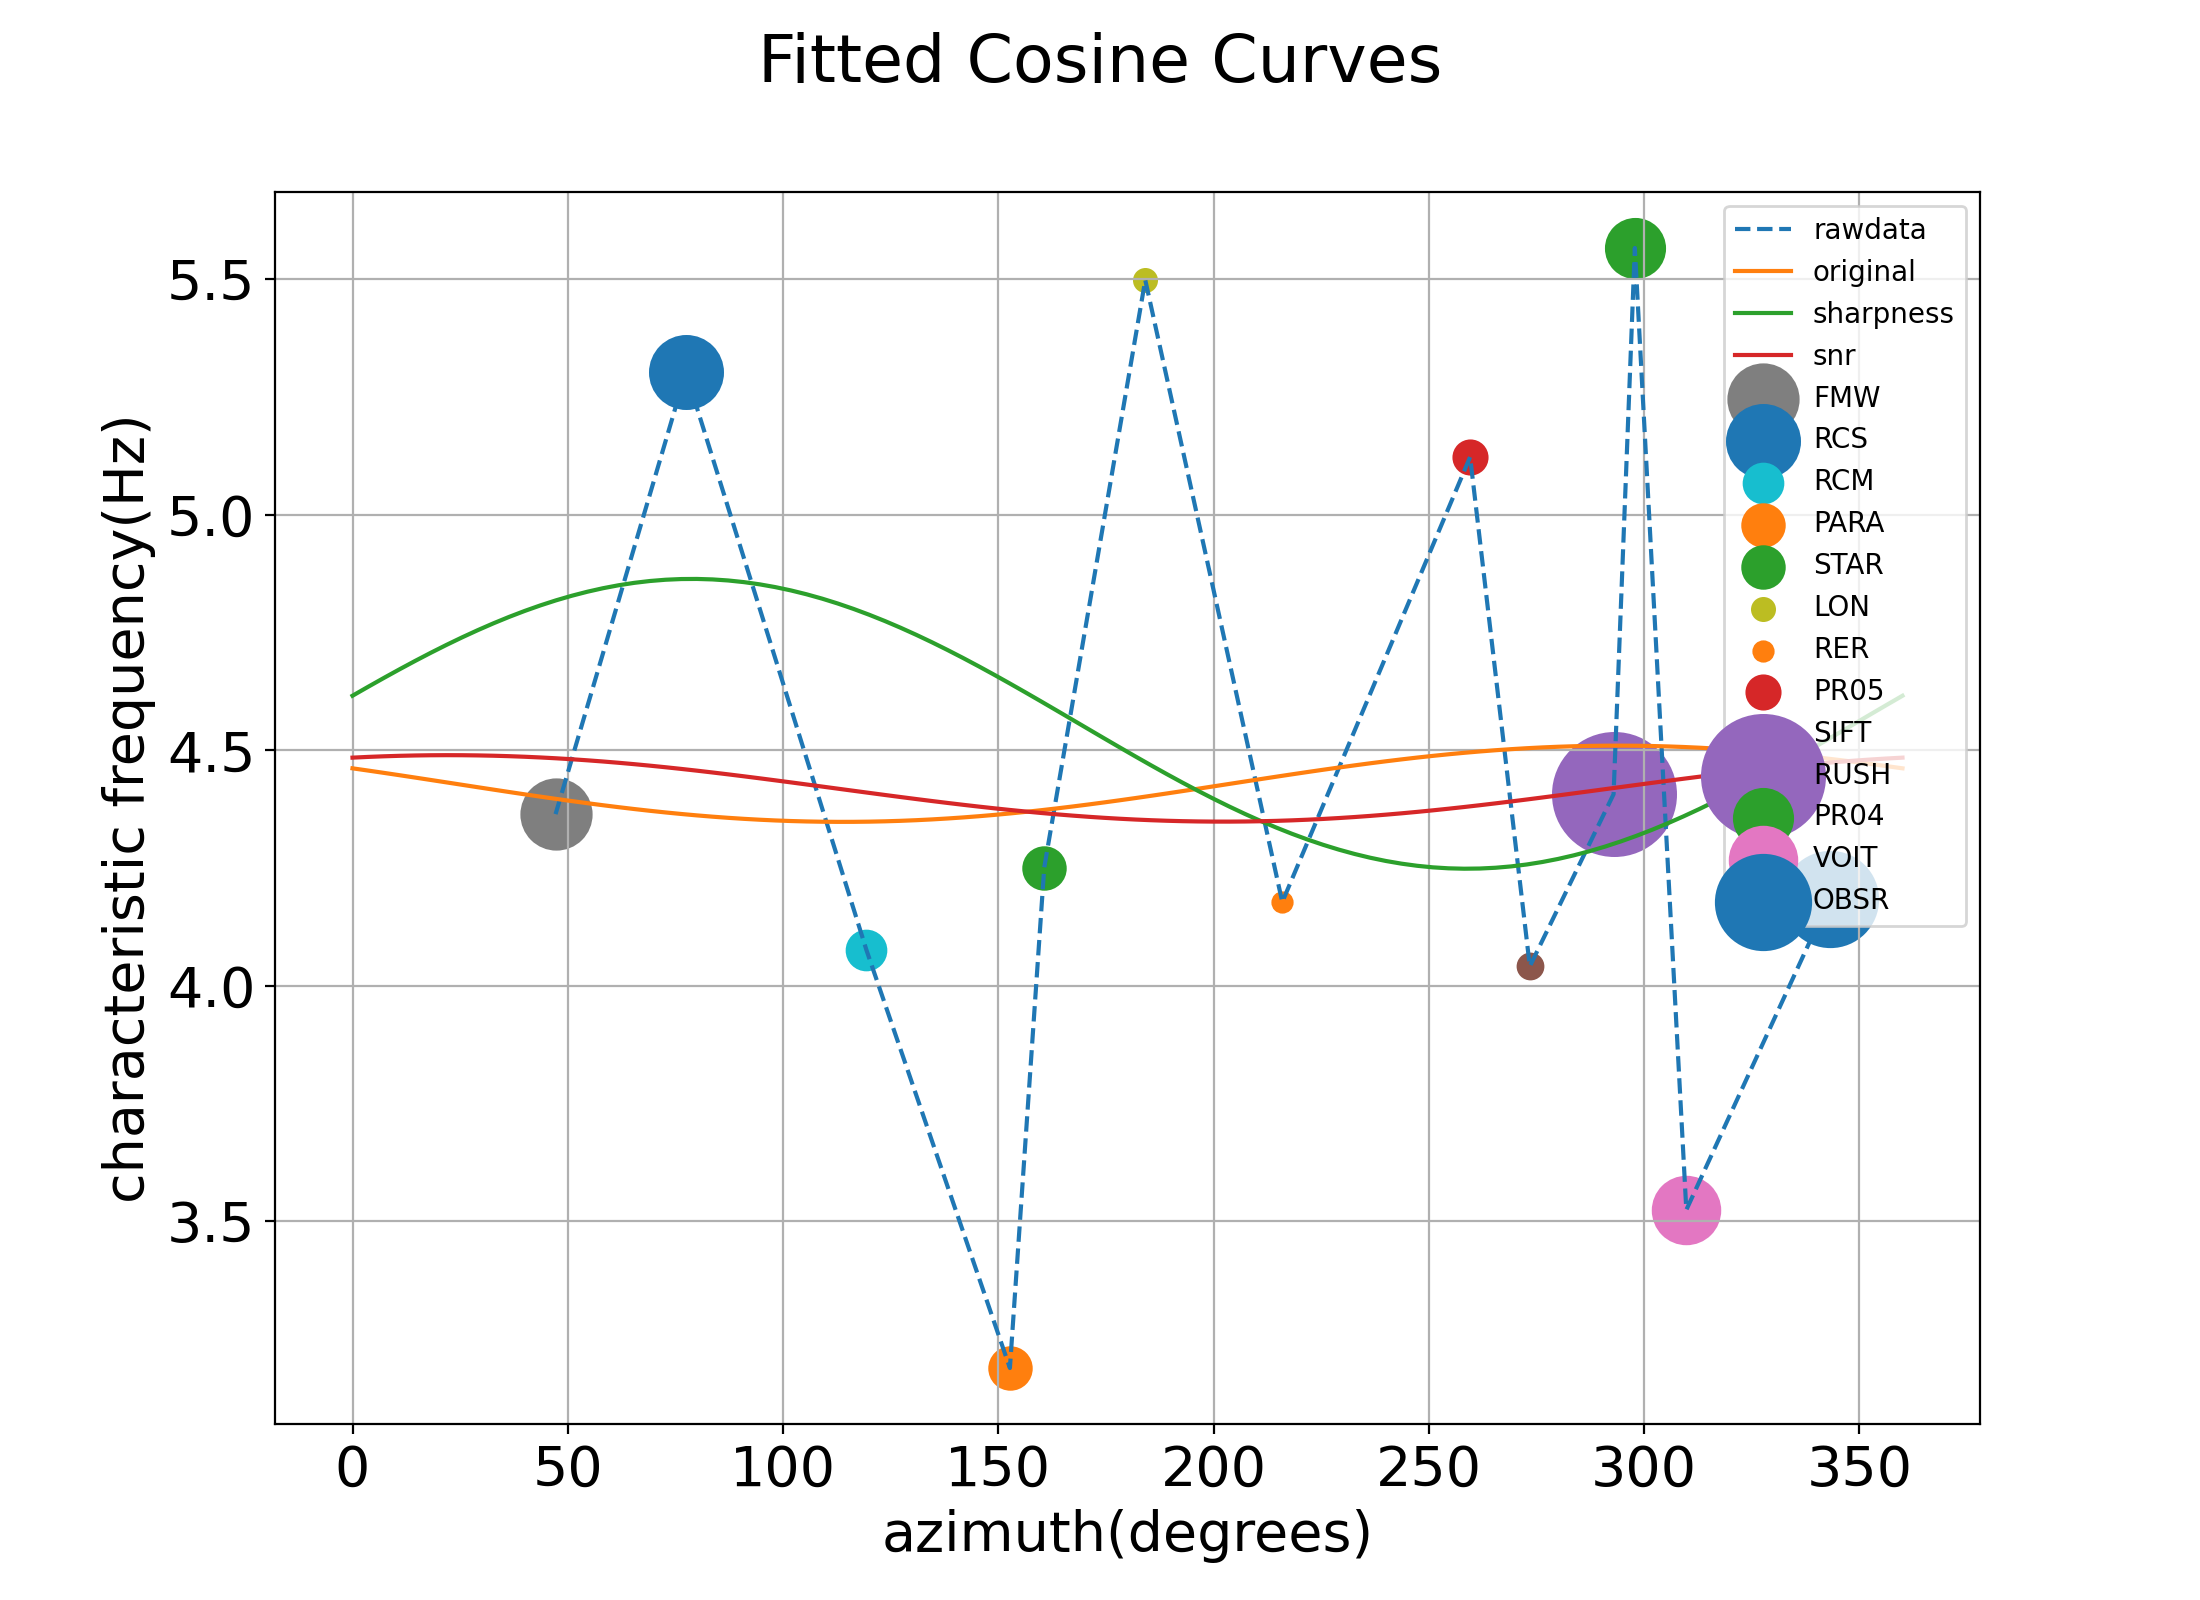 Fitted Cosine Curves
characteristic frequency(Hz)
5.5
5.0
4.5
4.0
3.5
rawdata
original
sharpness
snr
FMW
RCS
RCM
PARA
STAR
LON
RER
PR05
SIFT
RUSH
PR04
VOIT
OBSR
0 50 100 150 200 250 300 350
azimuth(degrees)